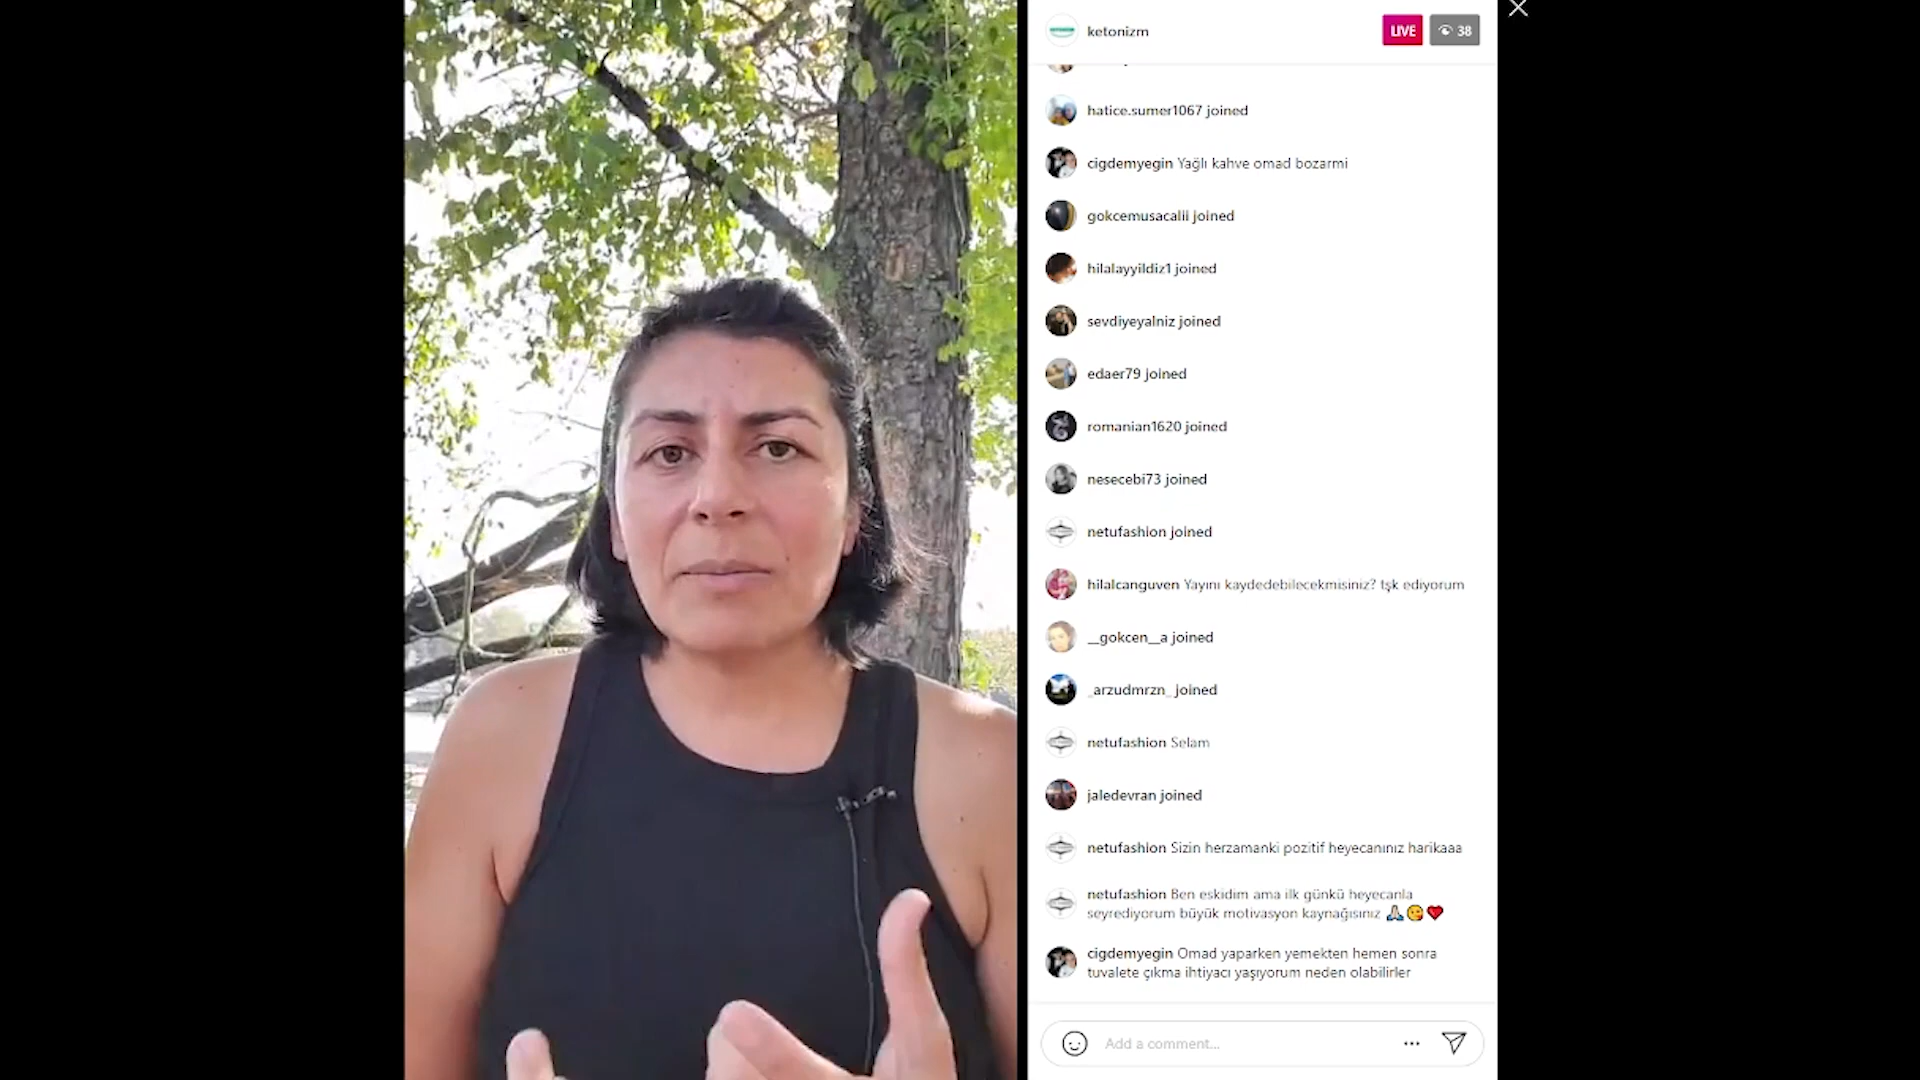 ketonizm
LIVE
38
hatice.sumer1067 joined
cigdemyegin Yağlı kahve omad bozarmi
gokcemusacalii joined
hilalayyildiz1 joined
sevdiyeyalniz joined
edaer79 joined
romanian1620 joined
nesecebi73 joined
netufashion joined
hilalcanguven Yayını kaydedebilecekmisiniz? tşk ediyorum
__gokcen__a joined
_arzudmrzn_ joined
netufashion Selam
jaledevran joined
netufashion Sizin herzamanki pozitif heyecanınız harikaaa
netufashion Ben eskidim ama ilk günkü heyecanla
seyrediyorum büyük motivasyon kaynağısınız 🙏🏻😘❤️
cigdemyegin Omad yaparken yemekten hemen sonra
tuvalete çıkma ihtiyacı yaşıyorum neden olabilirler
Add a comment...